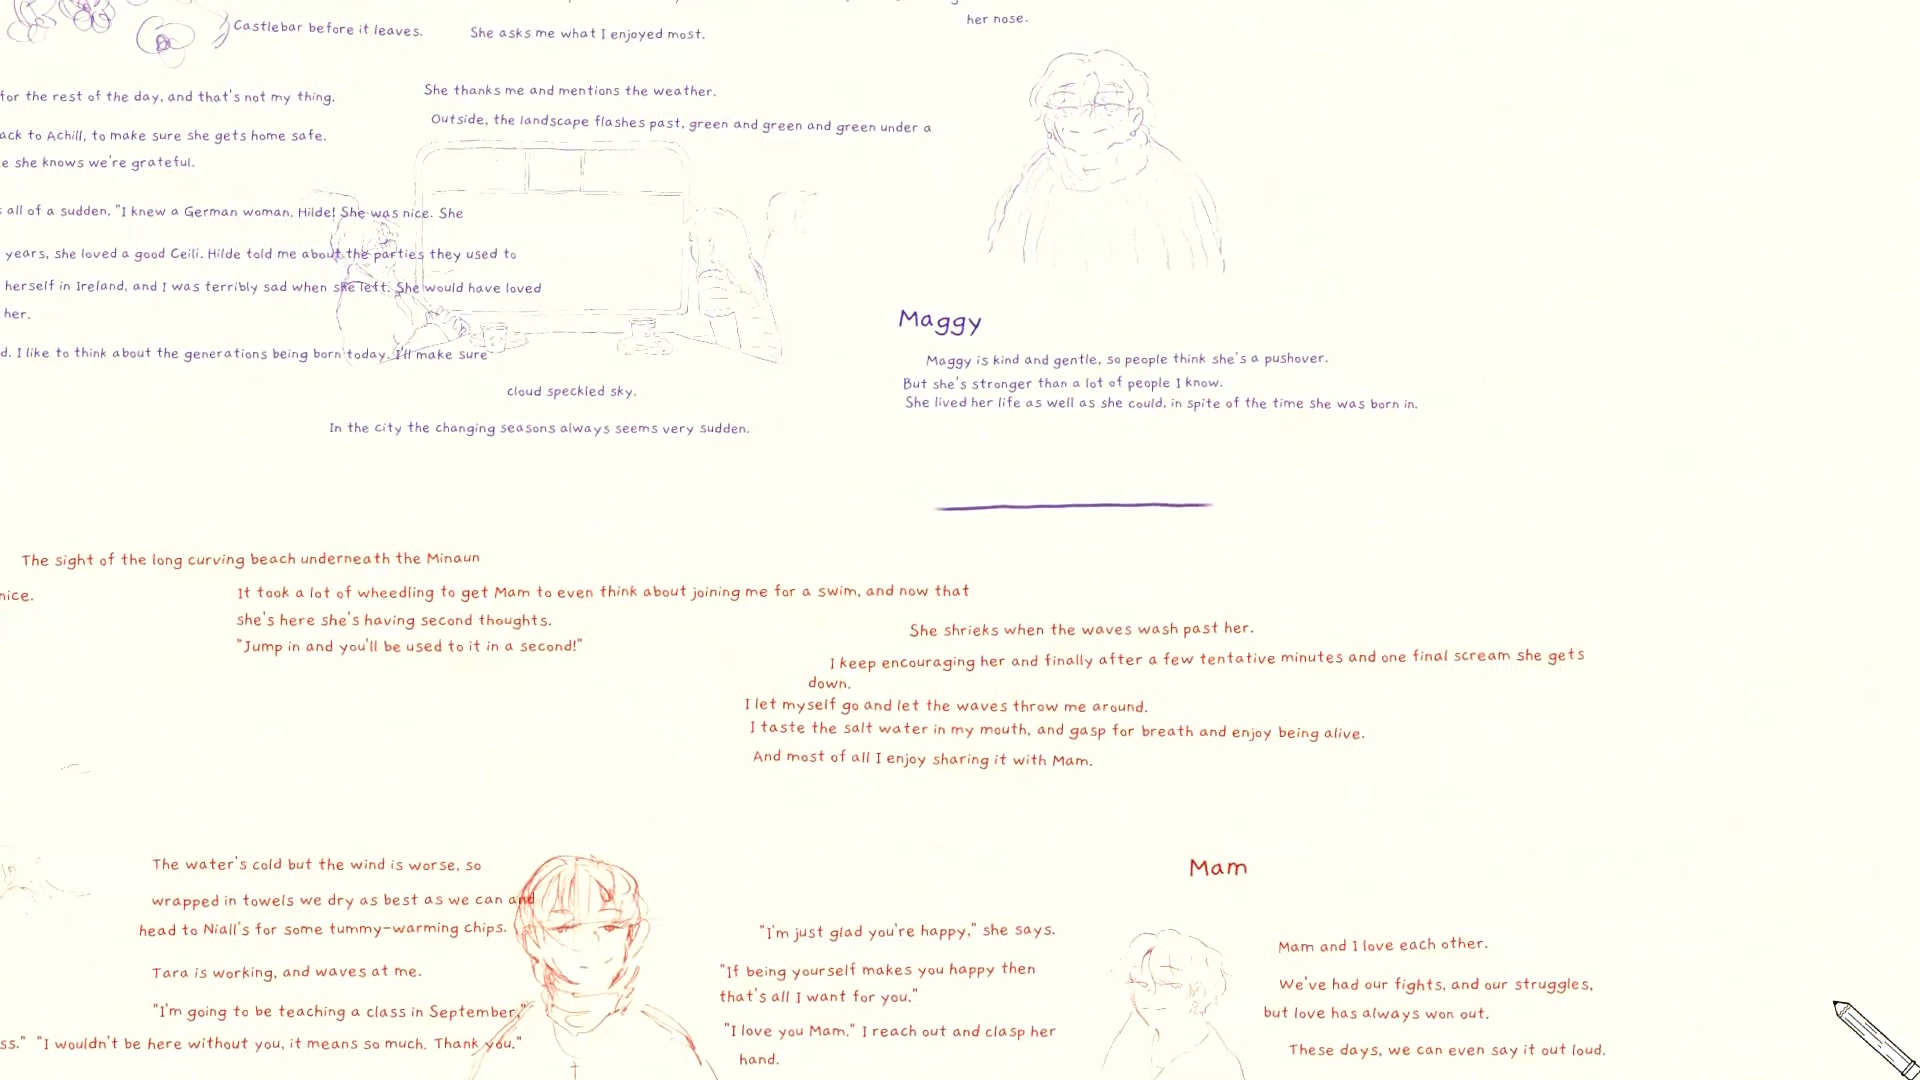 her nose.
Castlebar before it leaves.
She asks me what I enjoyed most.
for the rest of the day, and that's not my thing.
ack to Achill, to make sure she gets home safe.
e she knows we're grateful.
She thanks me and mentions the weather.
Outside, the landscape flashes past, green and green and green under a
all of a sudden, "I knew a German woman, Hilde! She was nice. She
years, she loved a good Ceili. Hilde told me about the parties they used to
herself in Ireland, and I was terribly sad when she left. She would have loved
her.
d. I like to think about the generations being born today. I'll make sure
cloud speckled sky.
In the city the changing seasons always seems very sudden.
Maggy
Maggy is kind and gentle, so people think she's a pushover.
But she's stronger than a lot of people I know.
She lived her life as well as she could, in spite of the time she was born in.
The sight of the long curving beach underneath the Minaun
nice.
It took a lot of wheedling to get Mam to even think about joining me for a swim, and now that
she's here she's having second thoughts.
"Jump in and you'll be used to it in a second!"
She shrieks when the waves wash past her.
I keep encouraging her and finally after a few tentative minutes and one final scream she gets
down.
I let myself go and let the waves throw me around.
I taste the salt water in my mouth, and gasp for breath and enjoy being alive.
And most of all I enjoy sharing it with Mam.
The water's cold but the wind is worse, so
wrapped in towels we dry as best as we can and
head to Niall's for some tummy-warming chips.
Tara is working, and waves at me.
"I'm going to be teaching a class in September,"
ss." "I wouldn't be here without you, it means so much. Thank you."
"I'm just glad you're happy," she says.
"If being yourself makes you happy then
that's all I want for you."
"I love you Mam." I reach out and clasp her
hand.
Mam
Mam and I love each other.
We've had our fights, and our struggles,
but love has always won out.
These days, we can even say it out loud.